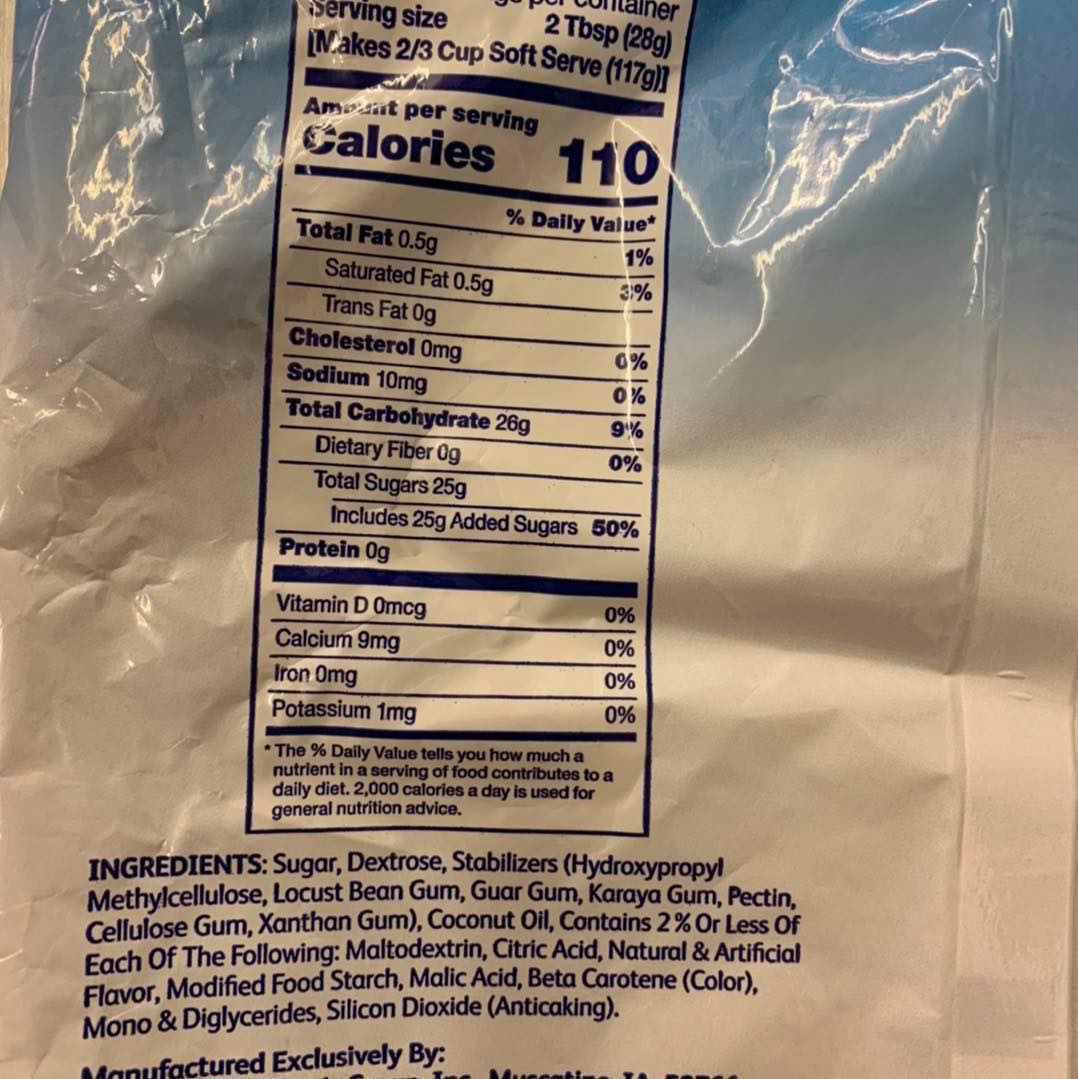 container
Serving size 2 Tbsp (28g)
[Makes 2/3 Cup Soft Serve (117g)]
Amount per serving
Calories 110
% Daily Value*
Total Fat 0.5g 1%
Saturated Fat 0.5g 3%
Trans Fat 0g
Cholesterol 0mg 0%
Sodium 10mg 0%
Total Carbohydrate 26g 9%
Dietary Fiber 0g 0%
Total Sugars 25g
Includes 25g Added Sugars 50%
Protein 0g
Vitamin D 0mcg 0%
Calcium 9mg 0%
Iron 0mg 0%
Potassium 1mg 0%
* The % Daily Value tells you how much a
nutrient in a serving of food contributes to a
daily diet. 2,000 calories a day is used for
general nutrition advice.
INGREDIENTS: Sugar, Dextrose, Stabilizers (Hydroxypropyl
Methylcellulose, Locust Bean Gum, Guar Gum, Karaya Gum, Pectin,
Cellulose Gum, Xanthan Gum), Coconut Oil, Contains 2% Or Less Of
Each Of The Following: Maltodextrin, Citric Acid, Natural & Artificial
Flavor, Modified Food Starch, Malic Acid, Beta Carotene (Color),
Mono & Diglycerides, Silicon Dioxide (Anticaking).
Manufactured Exclusively By:
Inc. Muscatine, IA